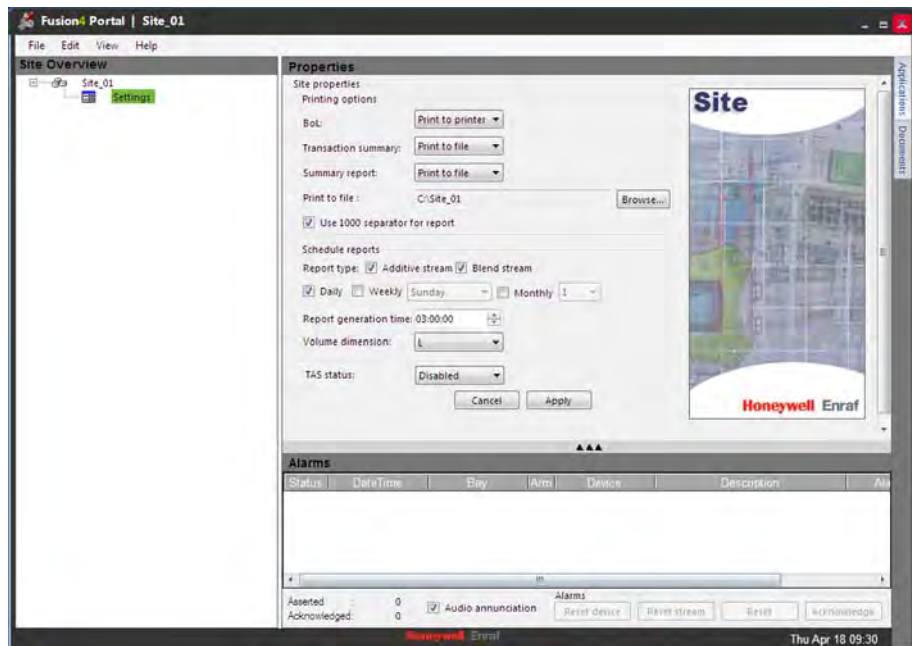 Fusion4 Portal | Site_01
File Edit View Help
Site Overview
Site_01
Settings
Properties
Site properties
Printing options
BoL: Print to printer
Transaction summary: Print to file
Summary report: Print to file
Print to file : C:\Site_01 Browse...
Use 1000 separator for report
Schedule reports
Report type: Additive stream Blend stream
Daily Weekly Sunday Monthly 1
Report generation time: 03:00:00
Volume dimension: L
TAS status: Disabled
Cancel Apply
Site
Honeywell Enraf
Applications
Documents
Alarms
Status DateTime Bay Arm Device Description Ala
Asserted : 0
Acknowledged: 0
Audio annunciation
Alarms
Reset device Reset stream Reset Acknowledge
Honeywell Enraf
Thu Apr 18 09:30